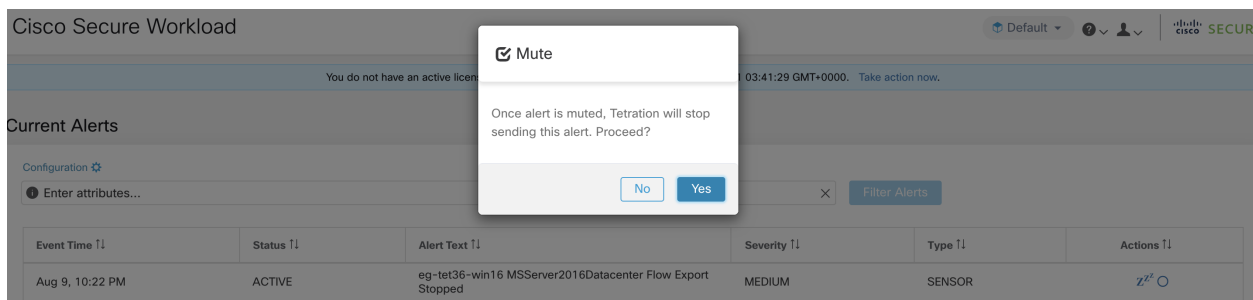 Cisco Secure Workload
Default
cisco SECUR
You do not have an active licen
03:41:29 GMT+0000. Take action now.
Mute
Once alert is muted, Tetration will stop
sending this alert. Proceed?
No
Yes
Current Alerts
Configuration
Enter attributes...
Filter Alerts
Event Time
Status
Alert Text
Severity
Type
Actions
Aug 9, 10:22 PM
ACTIVE
eg-tet36-win16 MSServer2016Datacenter Flow Export
Stopped
MEDIUM
SENSOR
zzz